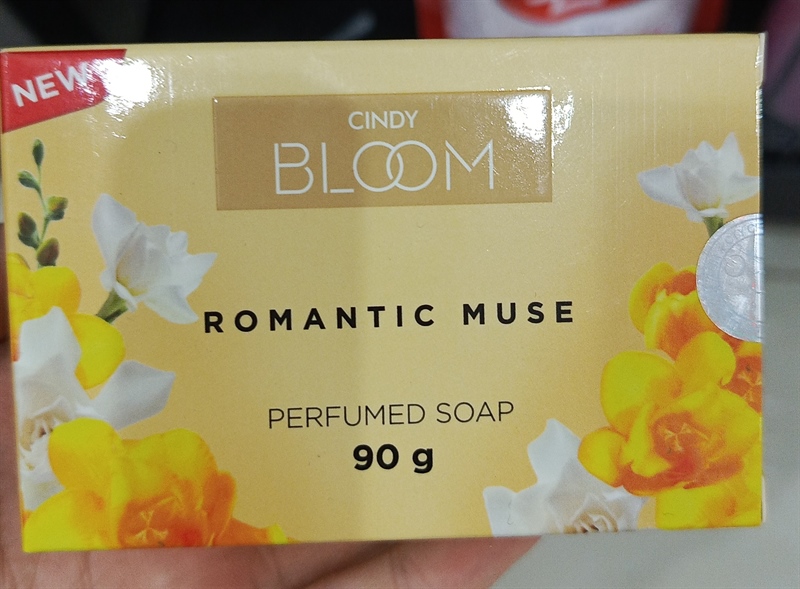 NEW
CINDY
BLOOM
ROMANTIC MUSE
PERFUMED SOAP
90 g